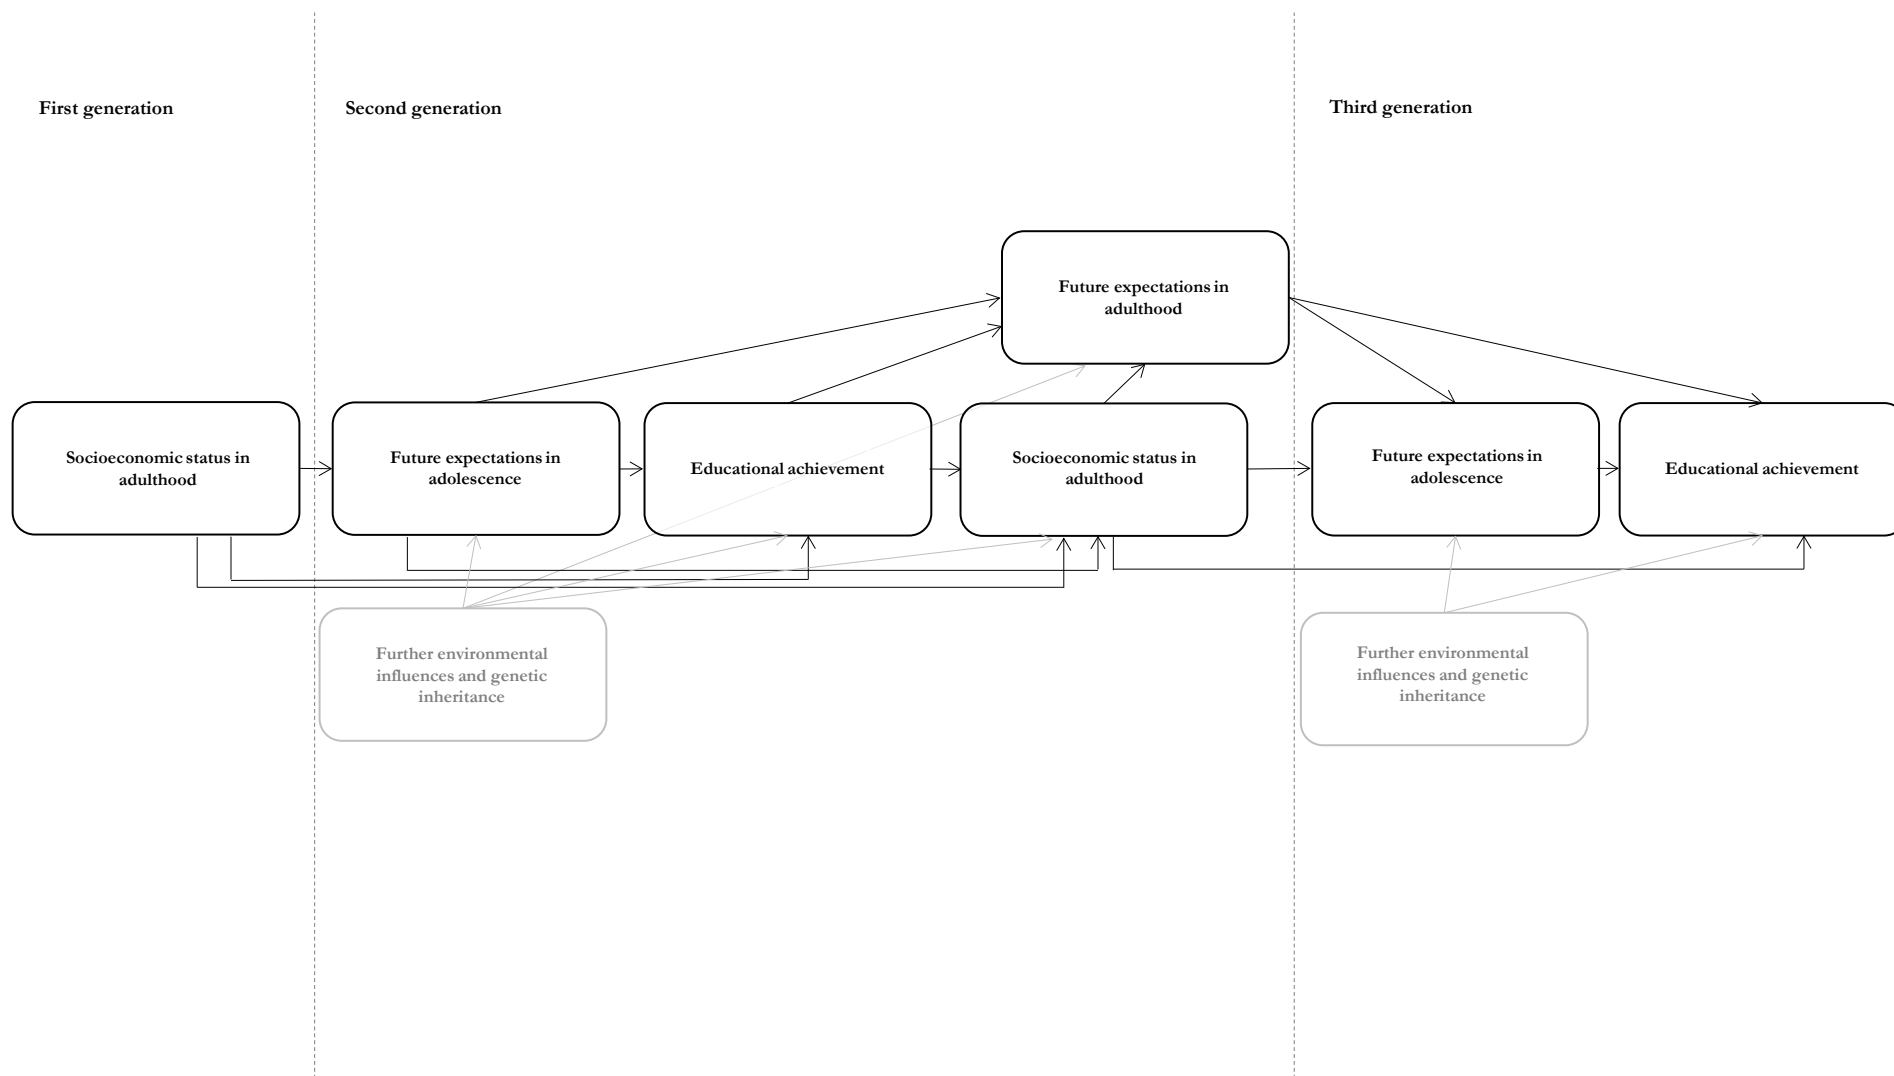 First generation
Second generation
Third generation
Future expectations in
adulthood
Socioeconomic status in
adulthood
Future expectations in
adolescence
Educational achievement
Socioeconomic status in
adulthood
Future expectations in
adolescence
Educational achievement
Further environmental
influences and genetic
inheritance
Further environmental
influences and genetic
inheritance